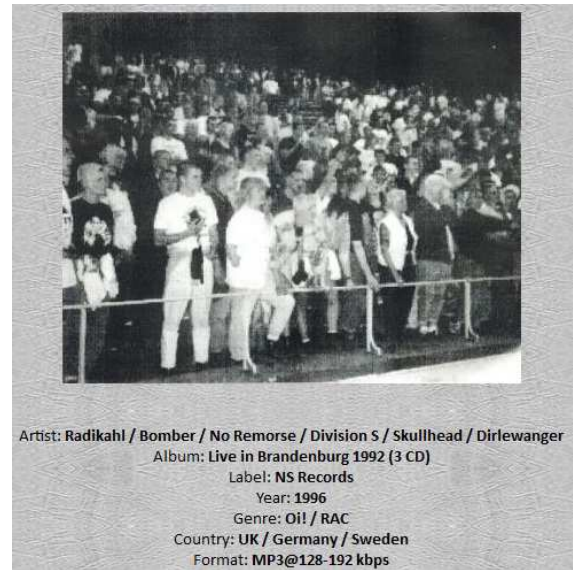 Artist: Radikahl / Bomber / No Remorse / Division S / Skullhead / Dirlewanger
Album: Live in Brandenburg 1992 (3 CD)
Label: NS Records
Year: 1996
Genre: Oi! / RAC
Country: UK / Germany / Sweden
Format: MP3@128-192 kbps